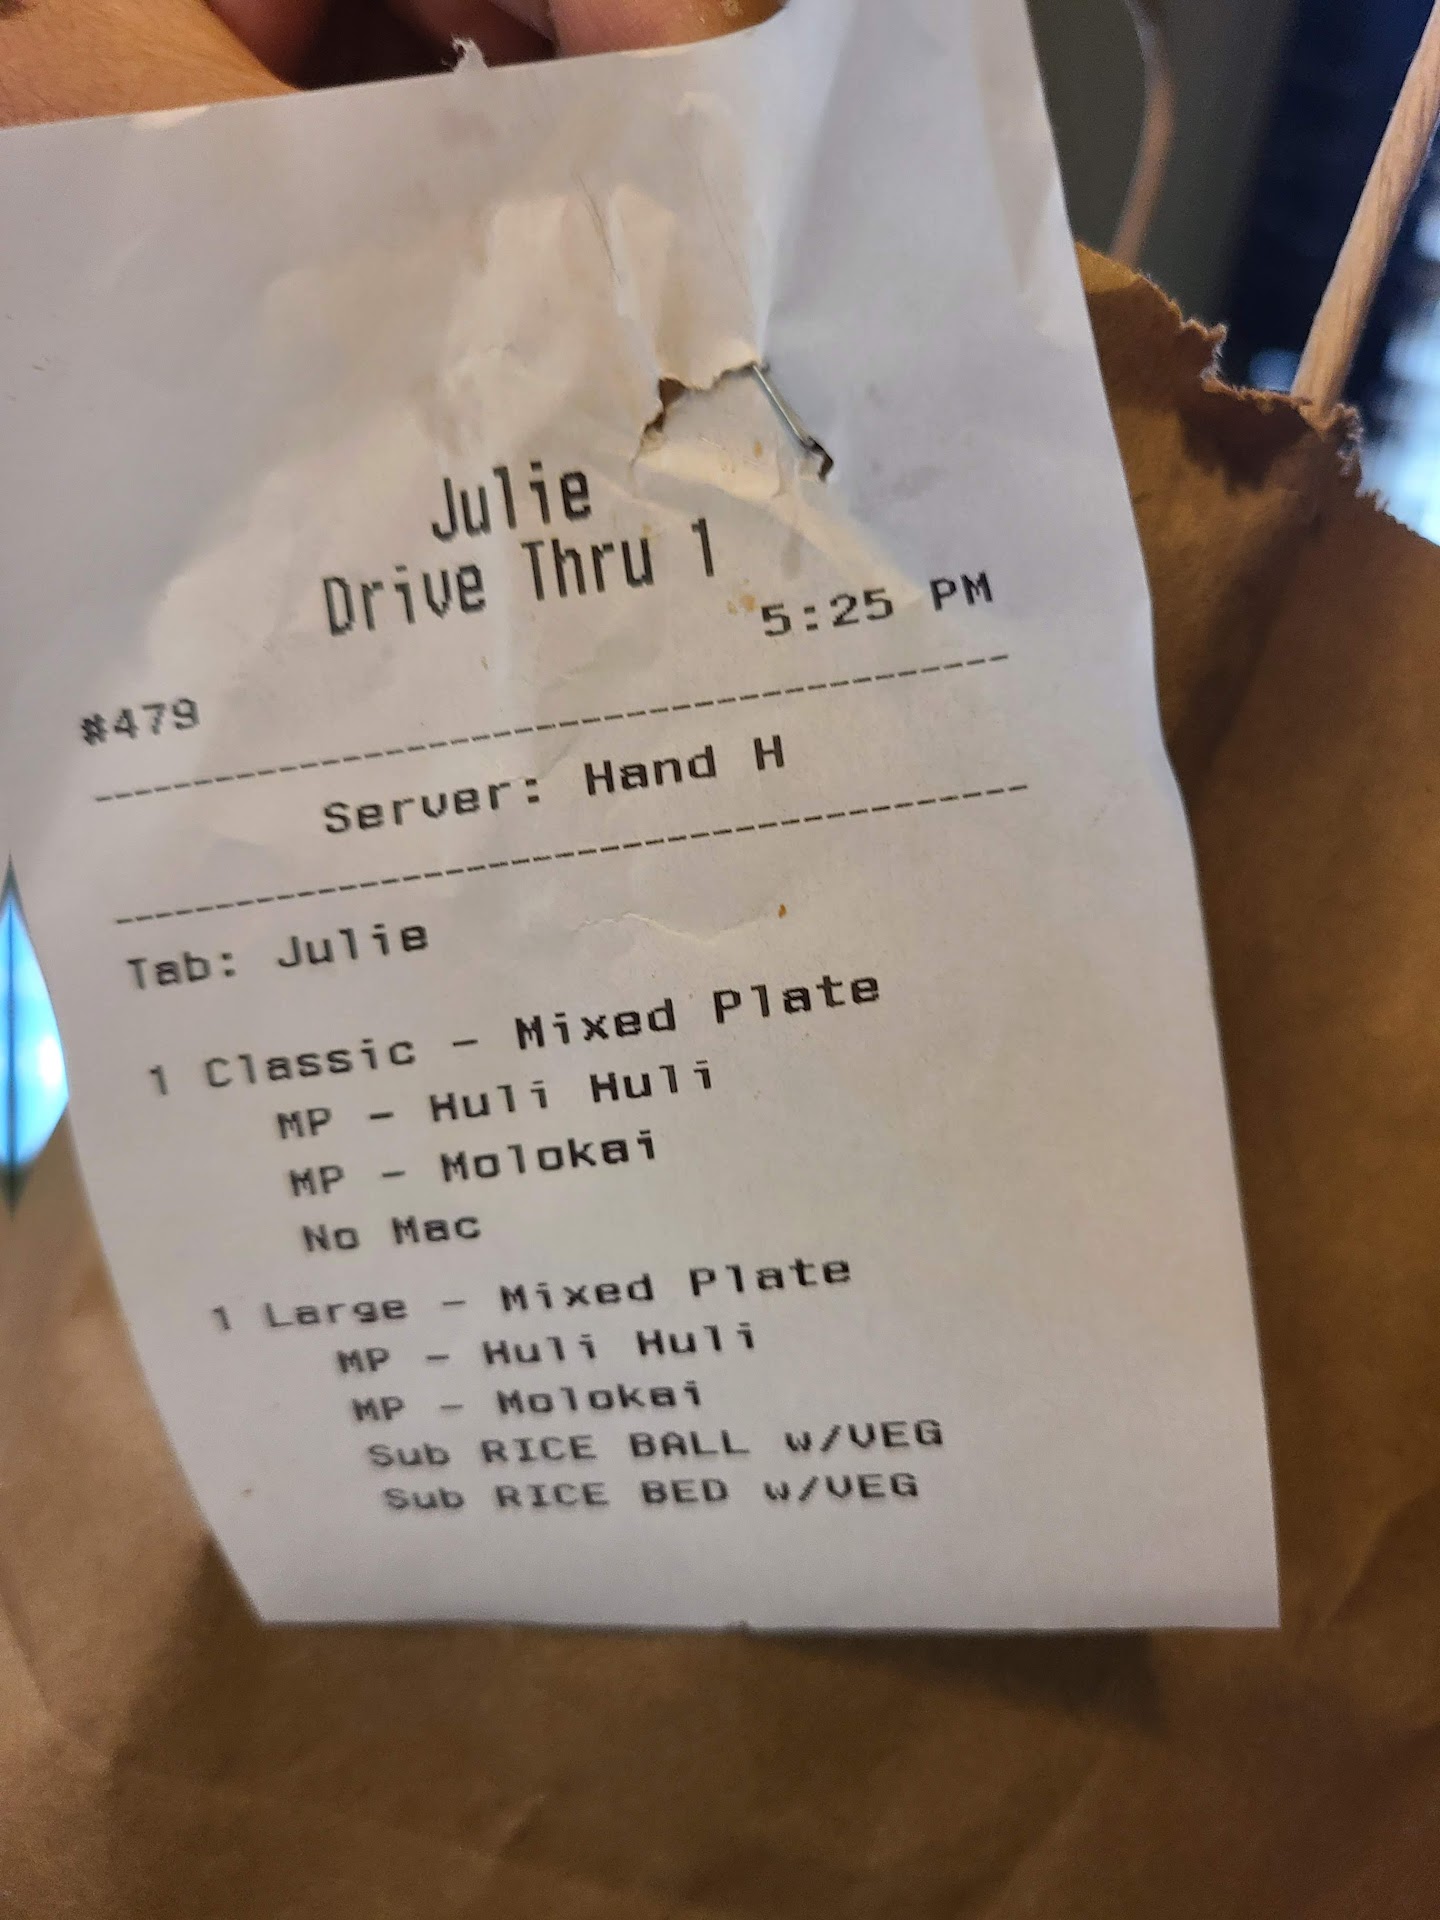 Julie
Drive Thru 1
5:25 PM
#479
Server: Hand H
Tab: Julie
1 Classic - Mixed Plate
MP - Huli Huli
MP - Molokai
No Mac
1 Large - Mixed Plate
MP - Huli Huli
MP - Molokai
Sub RICE BALL w/VEG
Sub RICE BED w/VEG